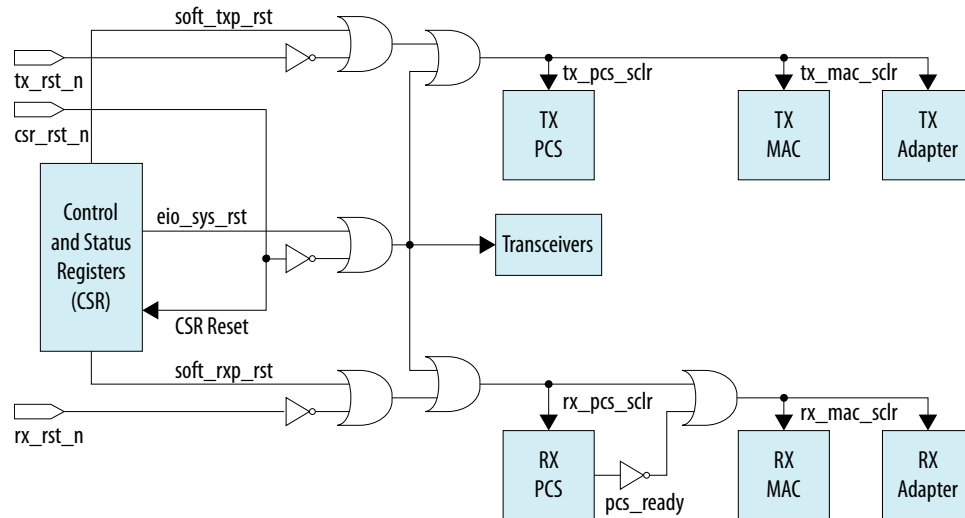 soft_txp_rst
tx_rst_n
tx_pcs_sclr
tx_mac_sclr
csr_rst_n
TX
PCS
TX
MAC
TX
Adapter
Control
and Status
Registers
(CSR)
eio_sys_rst
Transceivers
CSR Reset
soft_rxp_rst
rx_rst_n
rx_pcs_sclr
rx_mac_sclr
RX
PCS
pcs_ready
RX
MAC
RX
Adapter